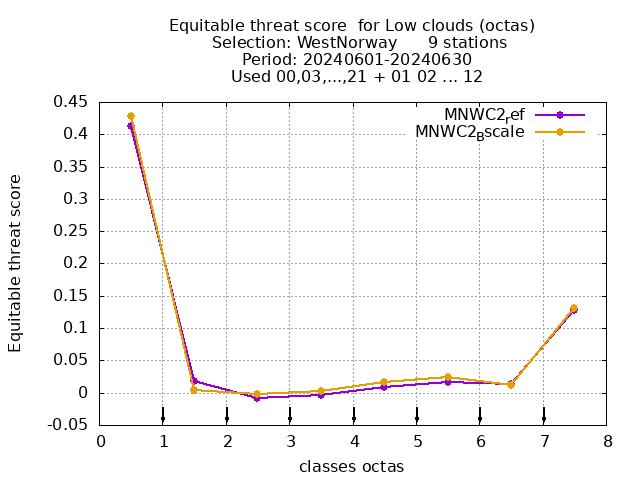 Equitable threat score  for Low clouds (octas)
Selection: WestNorway      9 stations
Period: 20240601-20240630
Used 00,03,...,21 + 01 02 ... 12
MNWC2ref
MNWC2Bscale
Equitable threat score
0.45
0.4
0.35
0.3
0.25
0.2
0.15
0.1
0.05
0
-0.05
0 1 2 3 4 5 6 7 8
classes octas